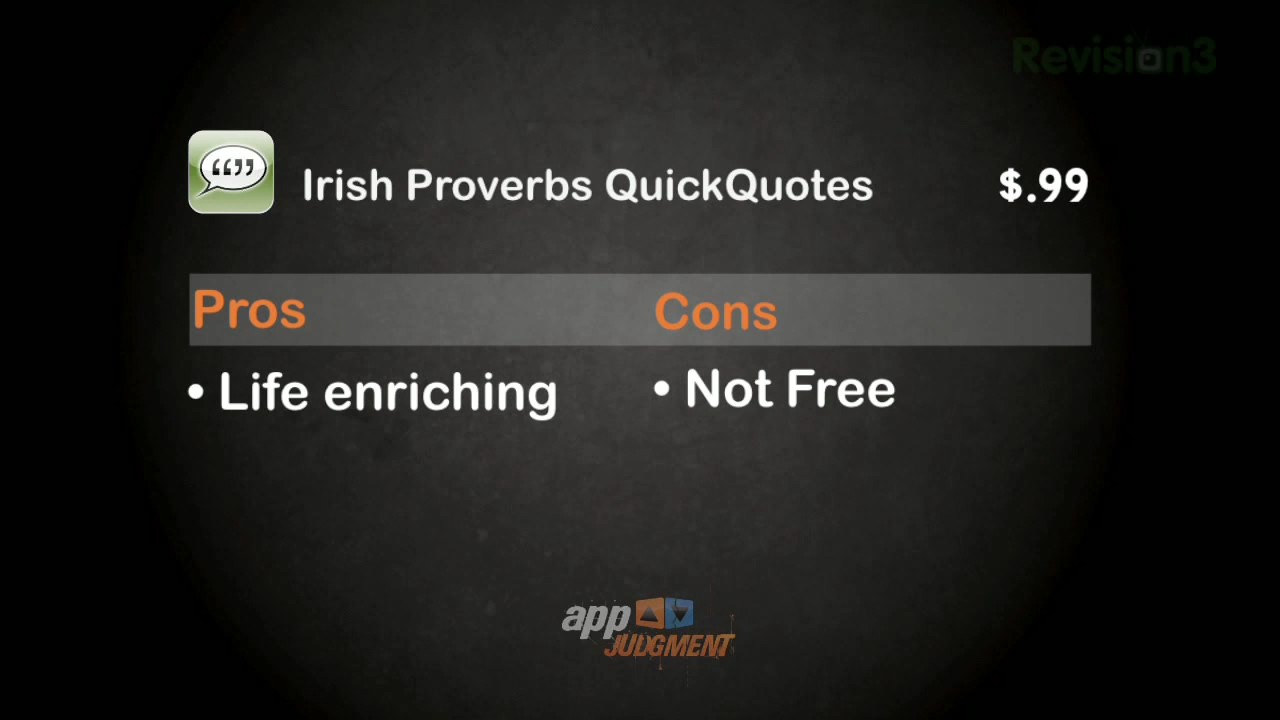 Revision3
Irish Proverbs QuickQuotes $.99
Pros Cons
• Life enriching • Not Free
app
JUDGMENT